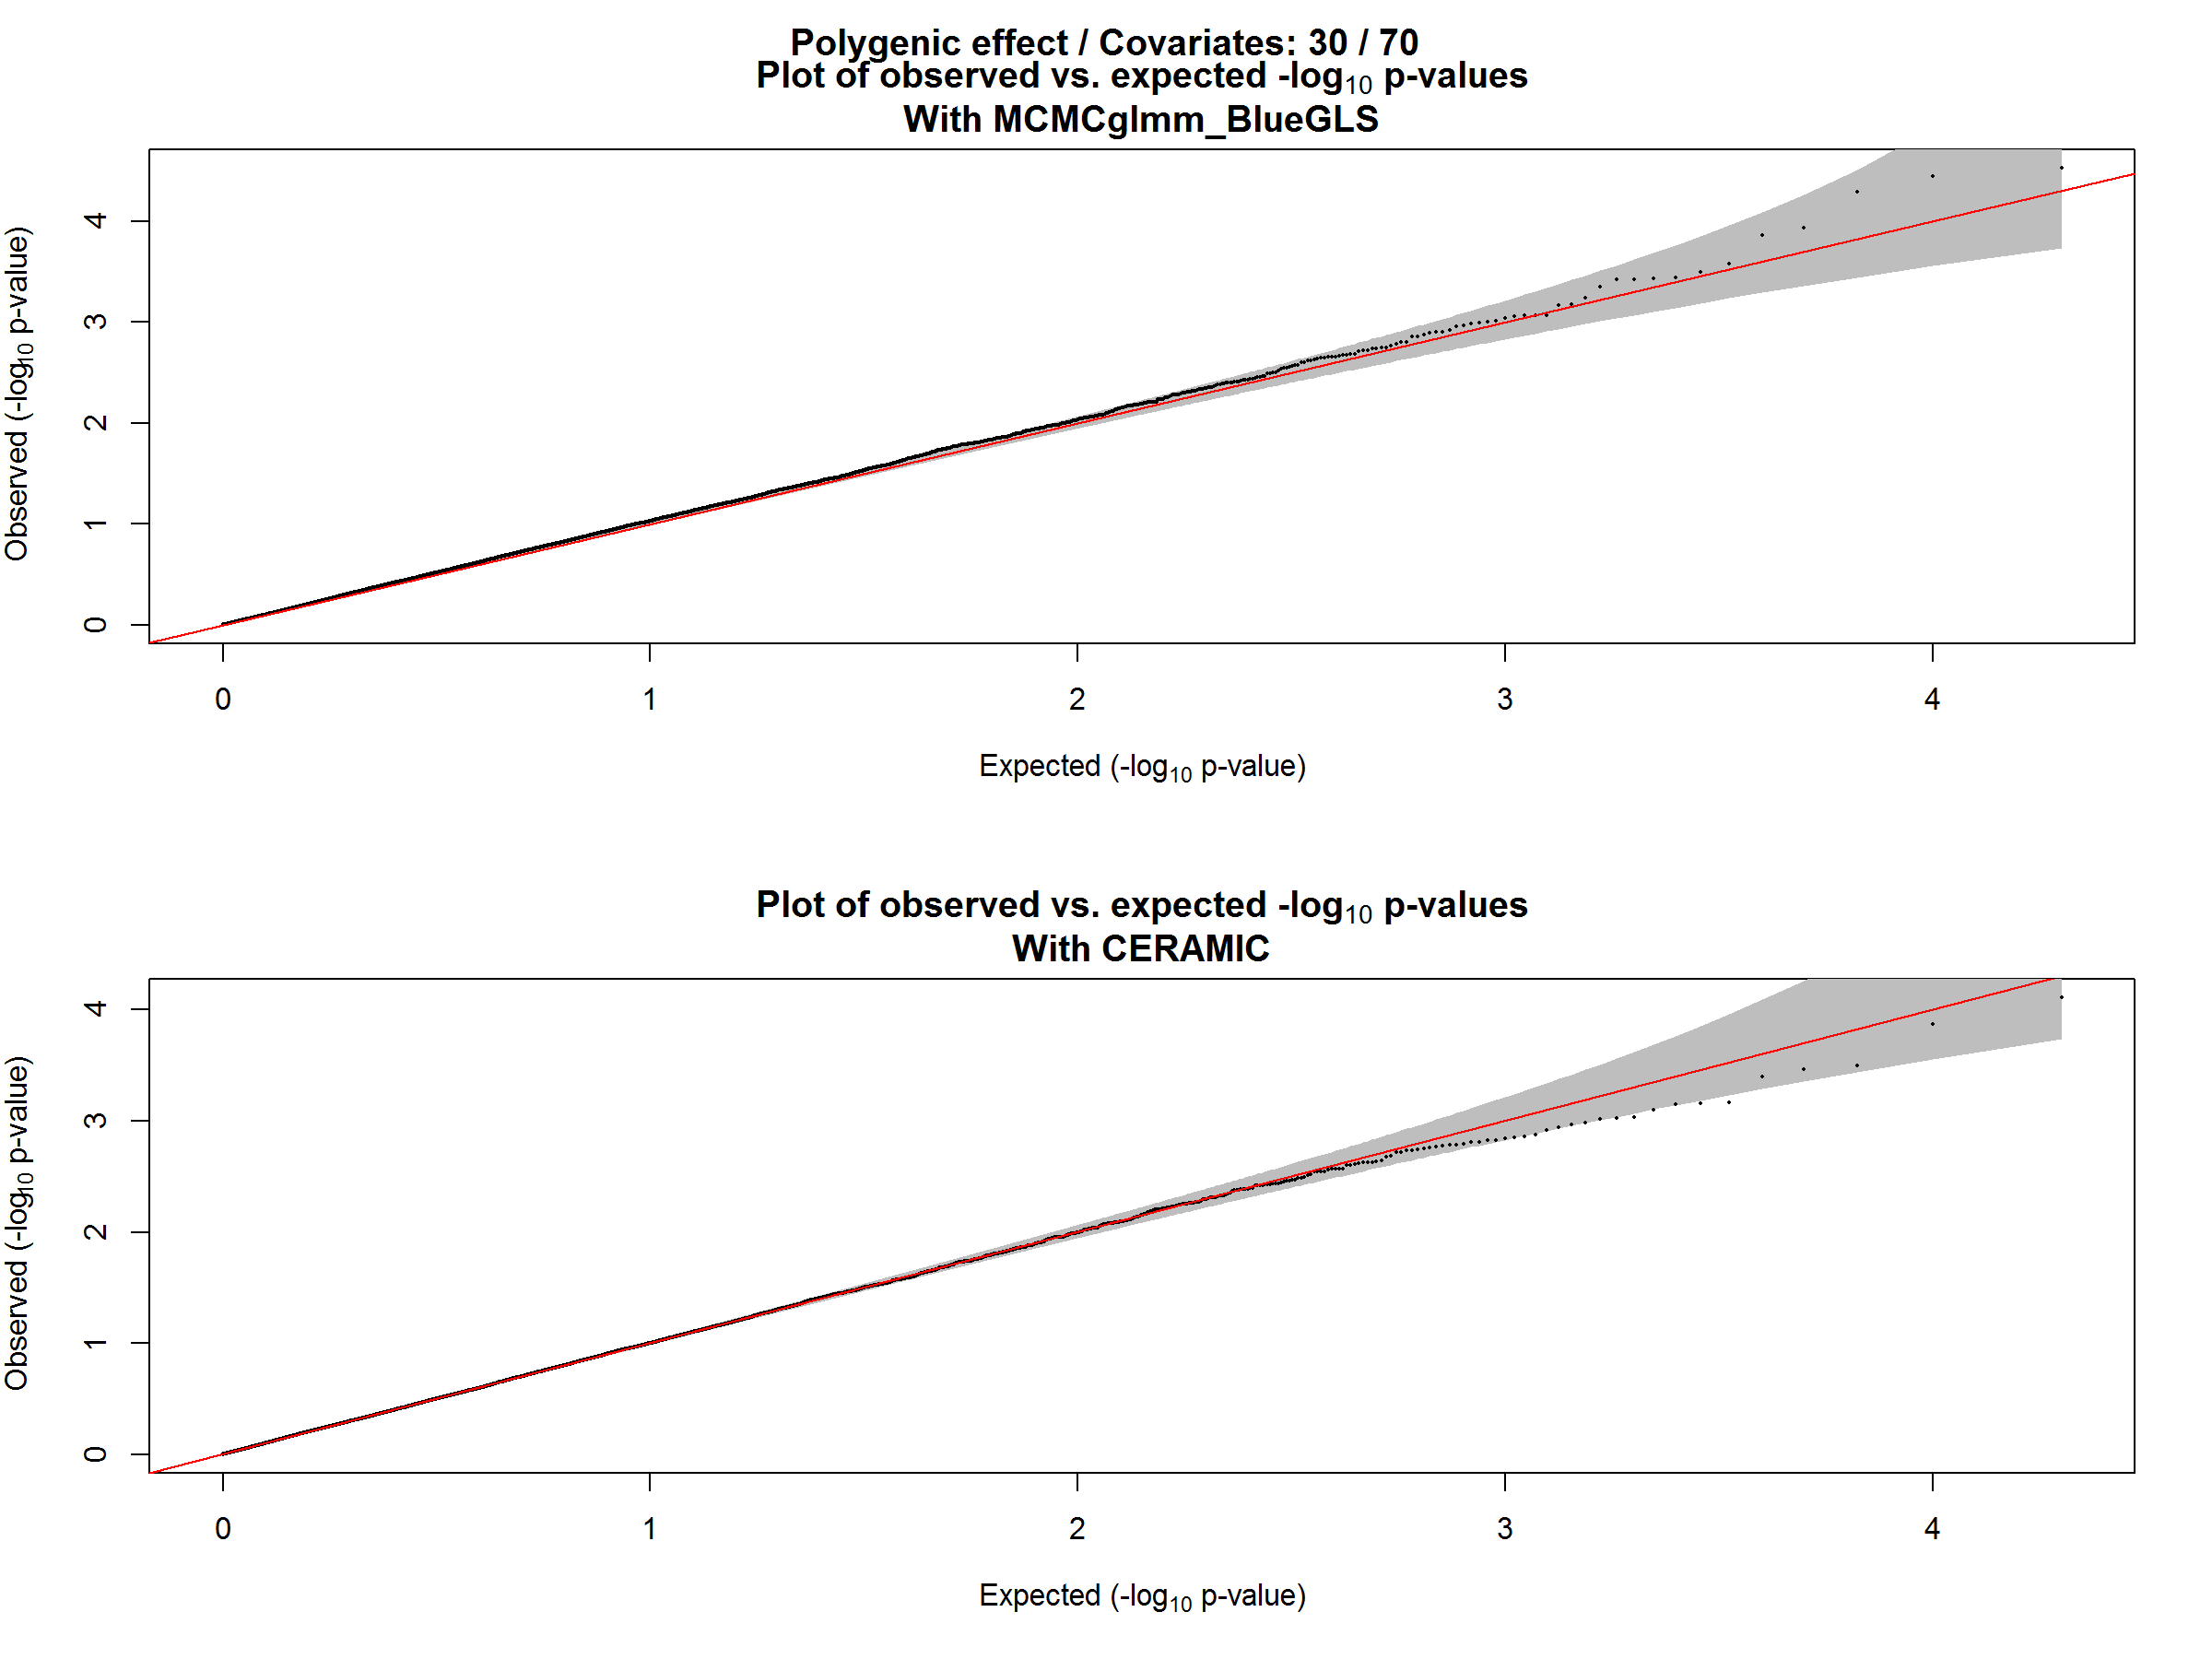 Polygenic effect / Covariates: 30 / 70
Plot of observed vs. expected -log10 p-values
With MCMCglmm_BlueGLS
Observed (-log10 p-value)
4
3
2
1
0
0 1 2 3 4
Expected (-log10 p-value)
Plot of observed vs. expected -log10 p-values
With CERAMIC
Observed (-log10 p-value)
4
3
2
1
0
0 1 2 3 4
Expected (-log10 p-value)